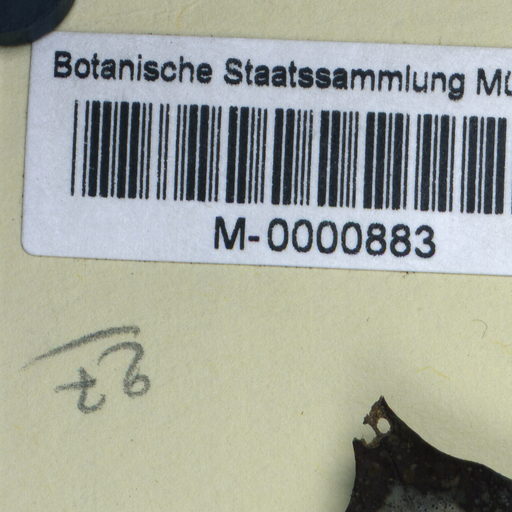 Botanische Staatssammlung Mü
M-0000883